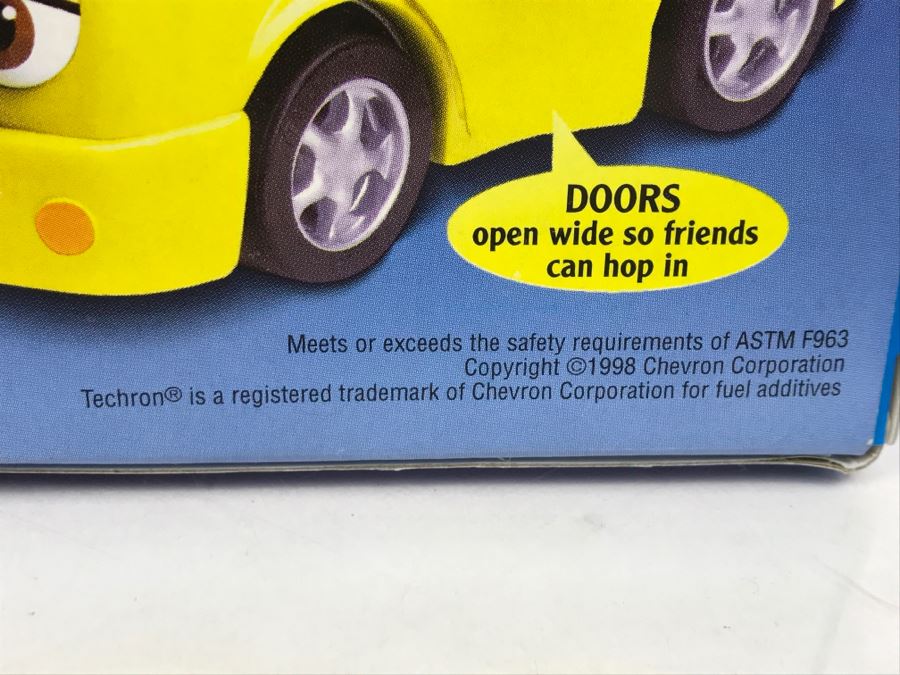 DOORS
open wide so friends
can hop in
Meets or exceeds the safety requirements of ASTM F963
Copyright ©1998 Chevron Corporation
Techron® is a registered trademark of Chevron Corporation for fuel additives